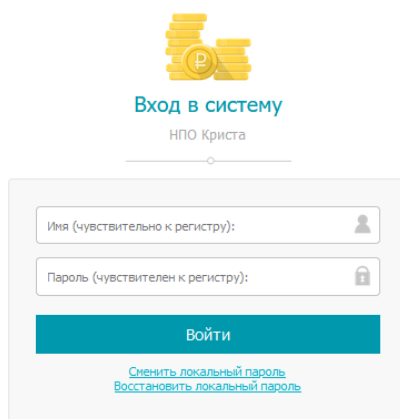 Вход в систему
НПО Криста
Имя (чувствительно к регистру):
Пароль (чувствителен к регистру):
Войти
Сменить локальный пароль
Восстановить локальный пароль